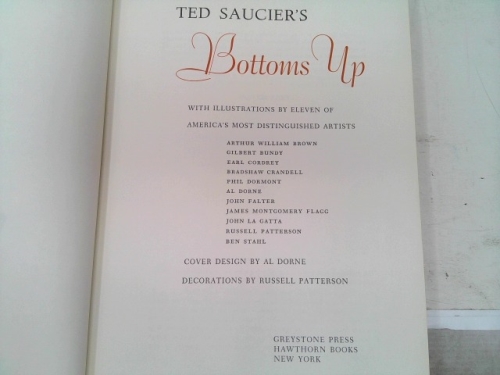 TED SAUCIER'S
Bottoms Up
WITH ILLUSTRATIONS BY ELEVEN OF
AMERICA'S MOST DISTINGUISHED ARTISTS
ARTHUR WILLIAM BROWN
GILBERT BUNDY
EARL CORDREY
BRADSHAW CRANDELL
PHIL DORMONT
AL DORNE
JOHN FALTER
JAMES MONTGOMERY FLAGG
JOHN LA GATTA
RUSSELL PATTERSON
BEN STAHL
COVER DESIGN BY AL DORNE
DECORATIONS BY RUSSELL PATTERSON
GREYSTONE PRESS
HAWTHORN BOOKS
NEW YORK